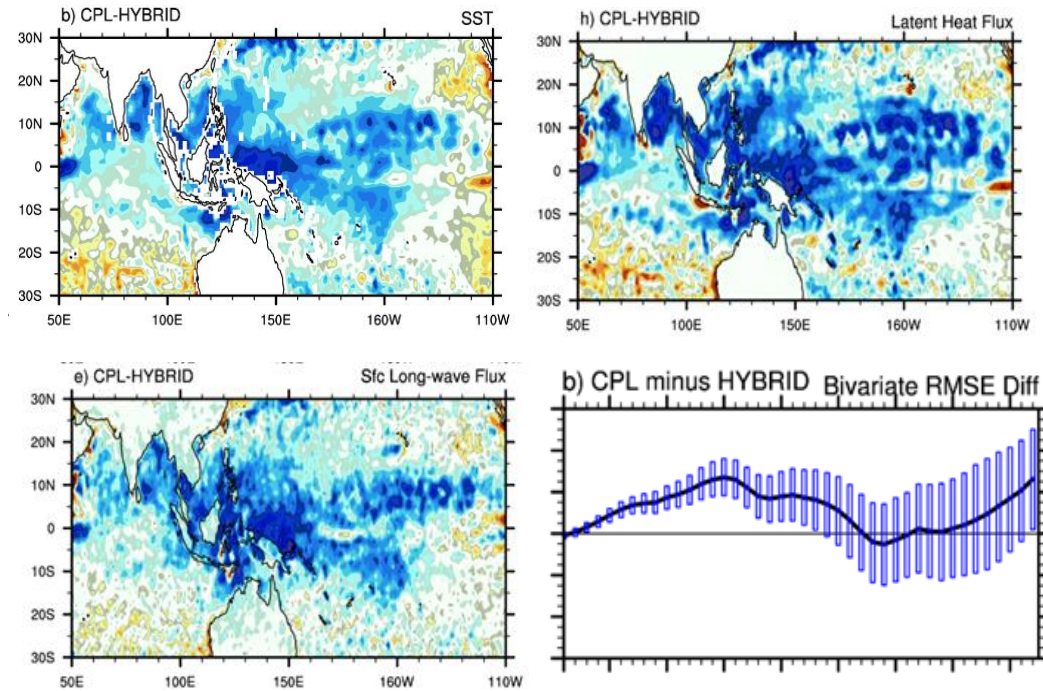 b) CPL-HYBRID SST
30N
20N
10N
0
10S
20S
30S
50E 100E 150E 160W 110W
h) CPL-HYBRID Latent Heat Flux
30N
20N
10N
0
10S
20S
30S
50E 100E 150E 160W 110W
e) CPL-HYBRID Sfc Long-wave Flux
30N
20N
10N
0
10S
20S
30S
50E 100E 150E 160W 110W
b) CPL minus HYBRID Bivariate RMSE Diff